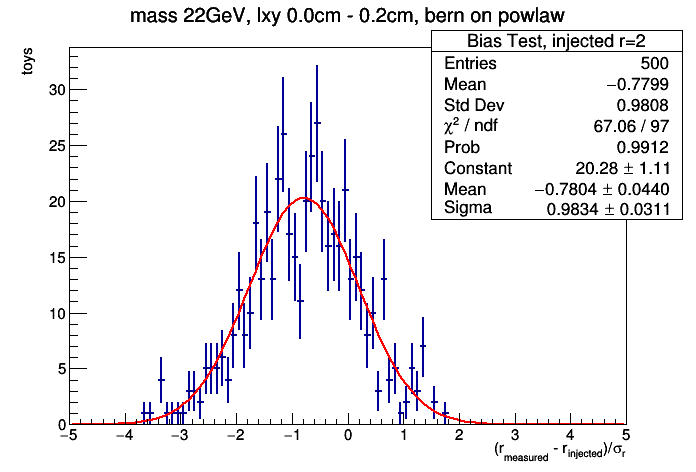 mass 22GeV, lxy 0.0cm - 0.2cm, bern on powlaw
toys
Bias Test, injected r=2
Entries 500
Mean −0.7799
Std Dev 0.9808
χ² / ndf 67.06 / 97
Prob 0.9912
Constant 20.28 ± 1.11
Mean −0.7804 ± 0.0440
Sigma 0.9834 ± 0.0311
30
25
20
15
10
5
0
−5 −4 −3 −2 −1 0 1 2 3 4 5
(r_measured - r_injected)/σ_r